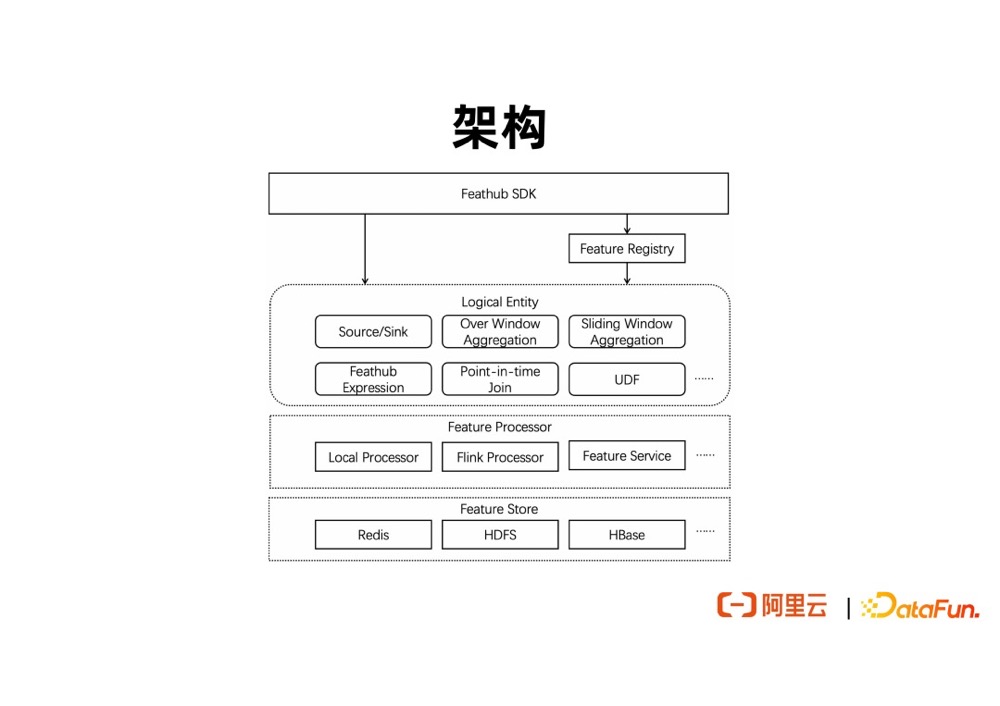 架构
Feathub SDK
Feature Registry
Logical Entity
Source/Sink
Over Window
Aggregation
Sliding Window
Aggregation
Feathub
Expression
Point-in-time
Join
UDF
......
Feature Processor
Local Processor
Flink Processor
Feature Service
......
Feature Store
Redis
HDFS
HBase
......
阿里云 | DataFun.